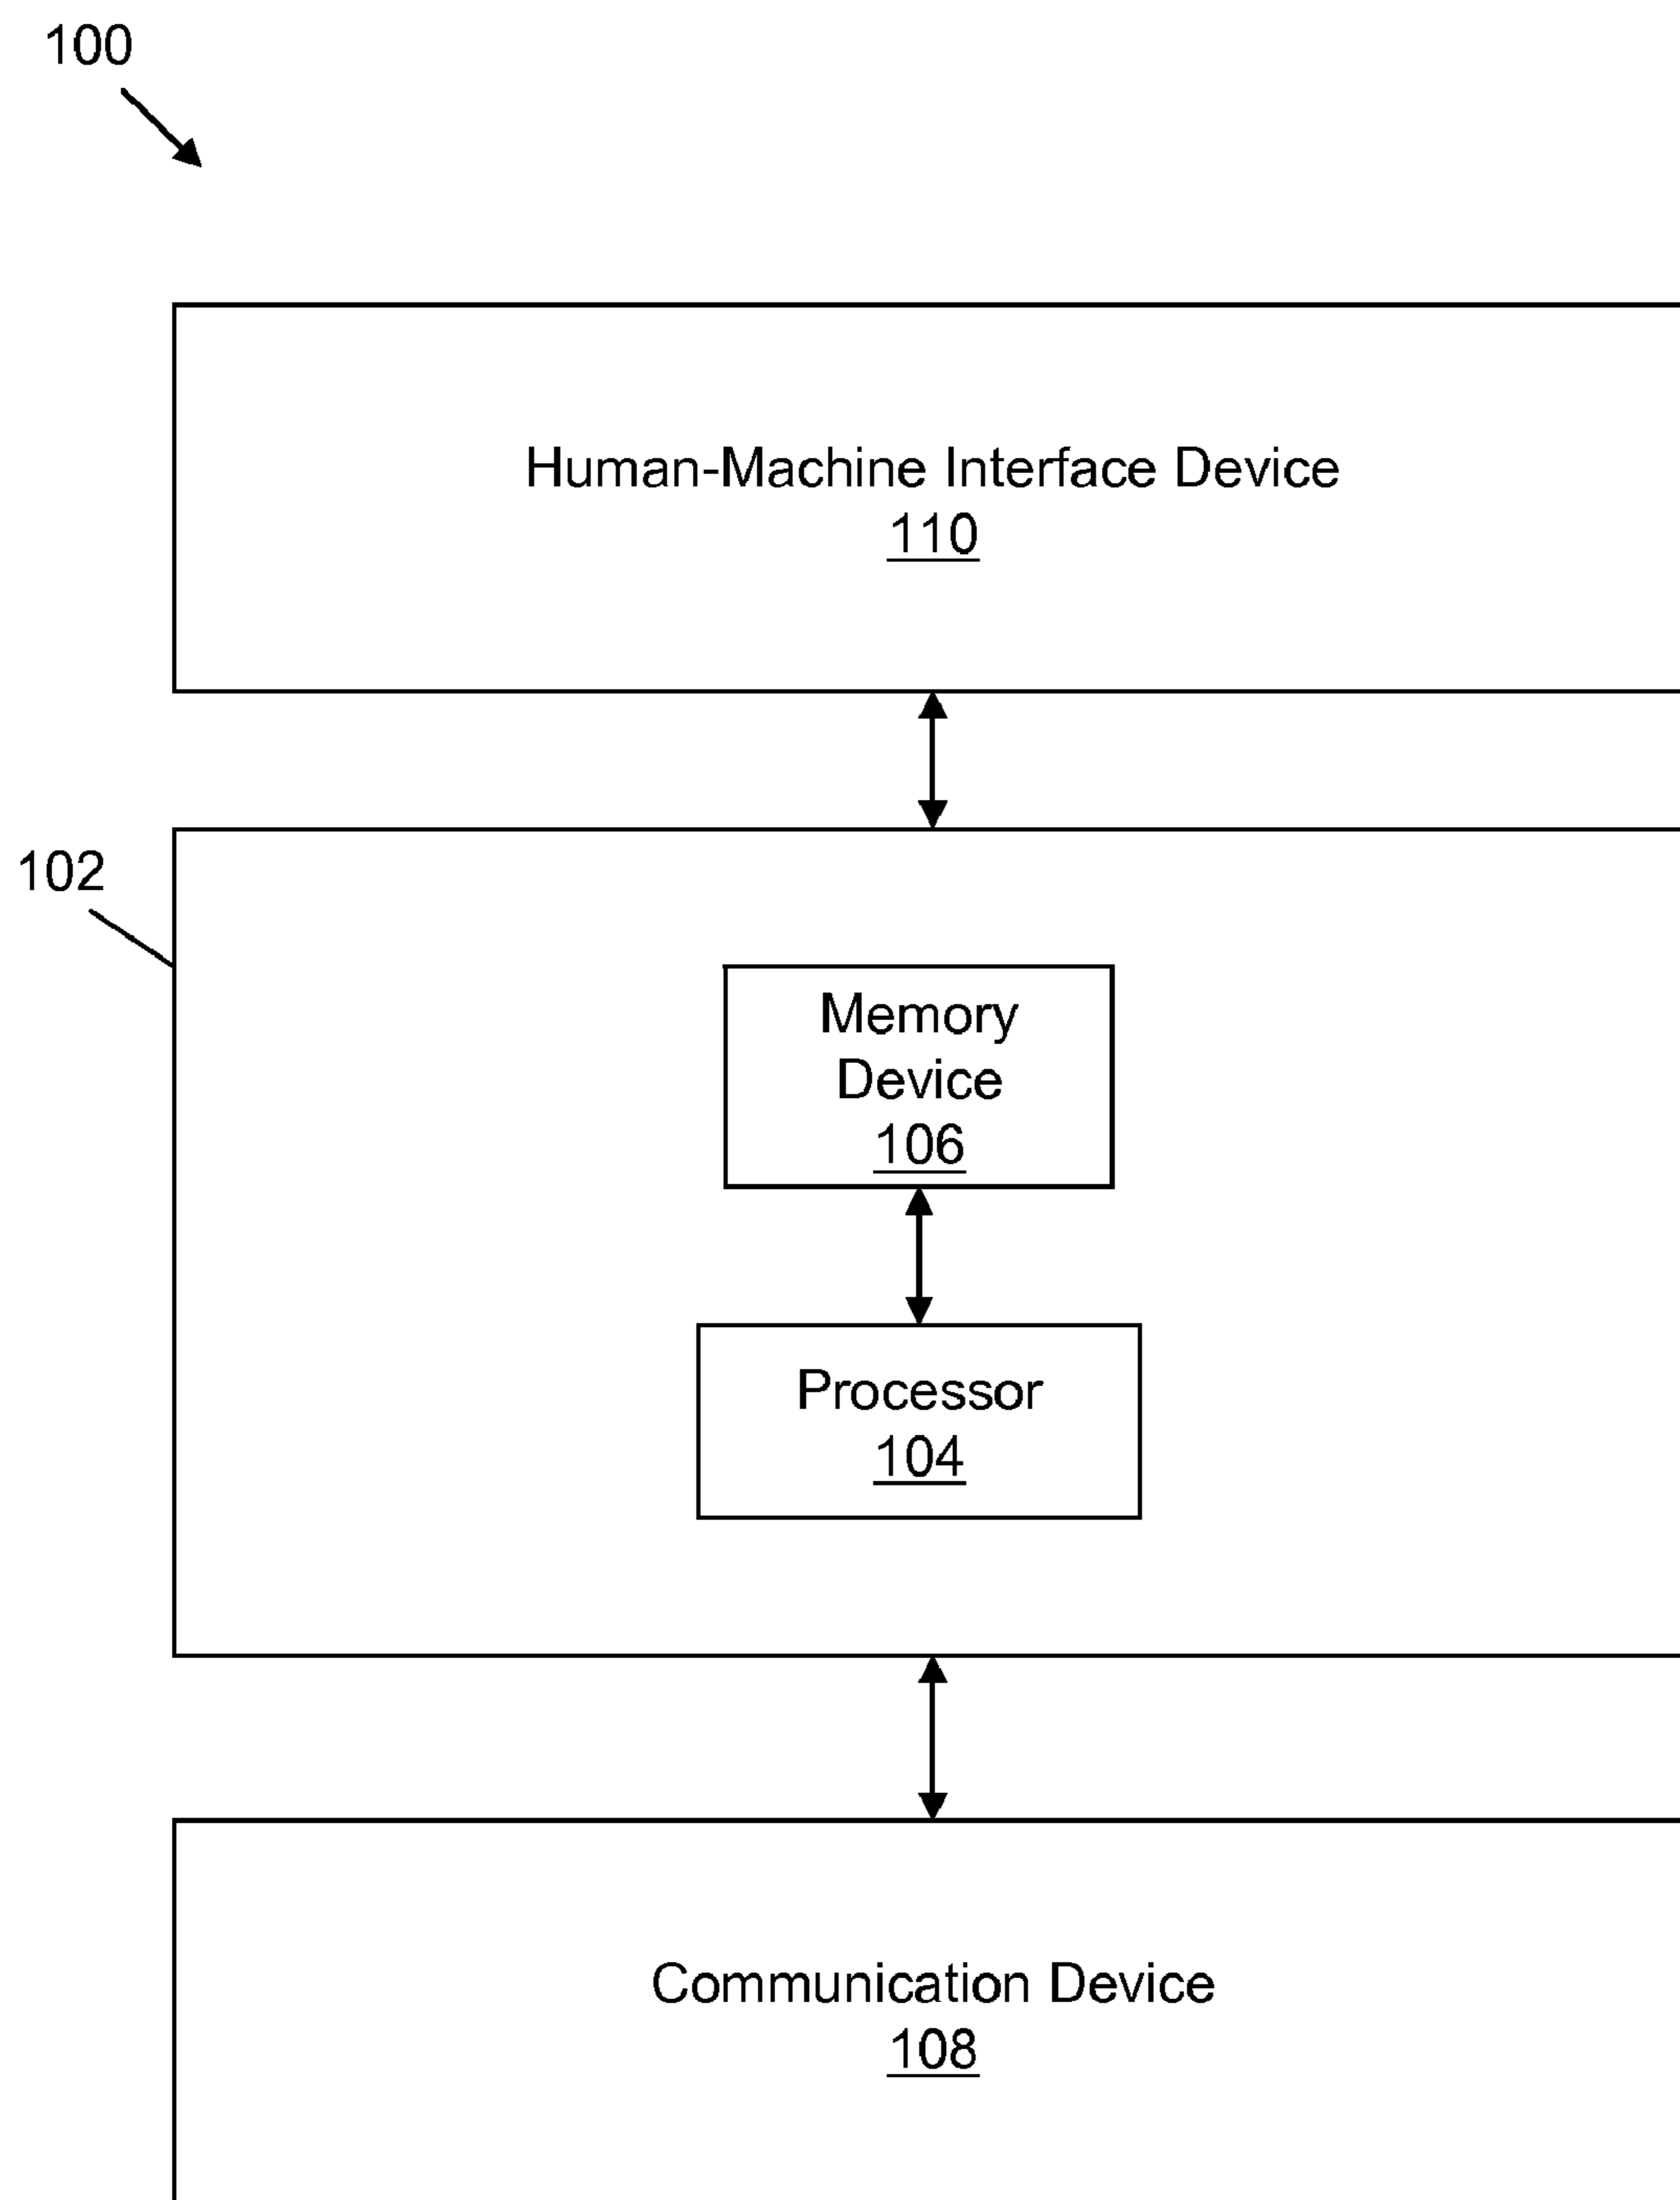 100
Human-Machine Interface Device
110
102
Memory
Device
106
Processor
104
Communication Device
108